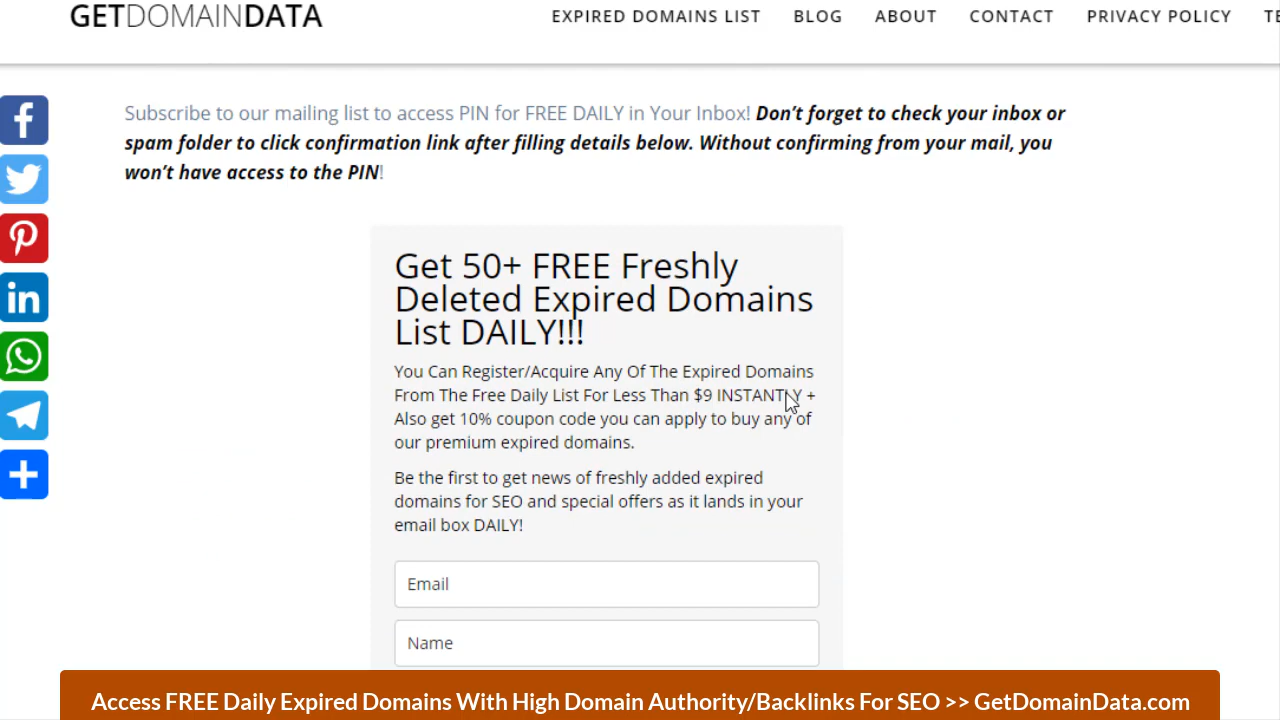 GETDOMAINDATA
EXPIRED DOMAINS LIST BLOG ABOUT CONTACT PRIVACY POLICY
Subscribe to our mailing list to access PIN for FREE DAILY in Your Inbox! Don't forget to check your inbox or
spam folder to click confirmation link after filling details below. Without confirming from your mail, you
won't have access to the PIN!
Get 50+ FREE Freshly
Deleted Expired Domains
List DAILY!!!
You Can Register/Acquire Any Of The Expired Domains
From The Free Daily List For Less Than $9 INSTANTLY +
Also get 10% coupon code you can apply to buy any of
our premium expired domains.
Be the first to get news of freshly added expired
domains for SEO and special offers as it lands in your
email box DAILY!
Email
Name
Access FREE Daily Expired Domains With High Domain Authority/Backlinks For SEO >> GetDomainData.com